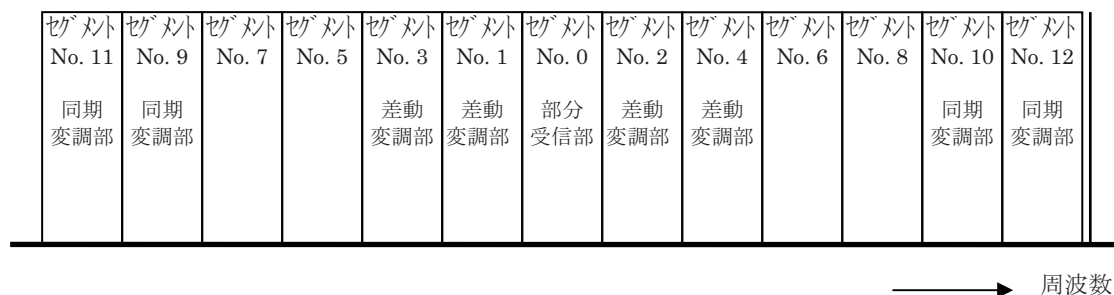 セグメント セグメント セグメント セグメント セグメント セグメント セグメント セグメント セグメント セグメント セグメント セグメント セグメント
No. 11 No. 9 No. 7 No. 5 No. 3 No. 1 No. 0 No. 2 No. 4 No. 6 No. 8 No. 10 No. 12
同期 同期 差動 差動 部分 差動 差動 同期 同期
変調部 変調部 変調部 変調部 受信部 変調部 変調部 変調部 変調部
周波数